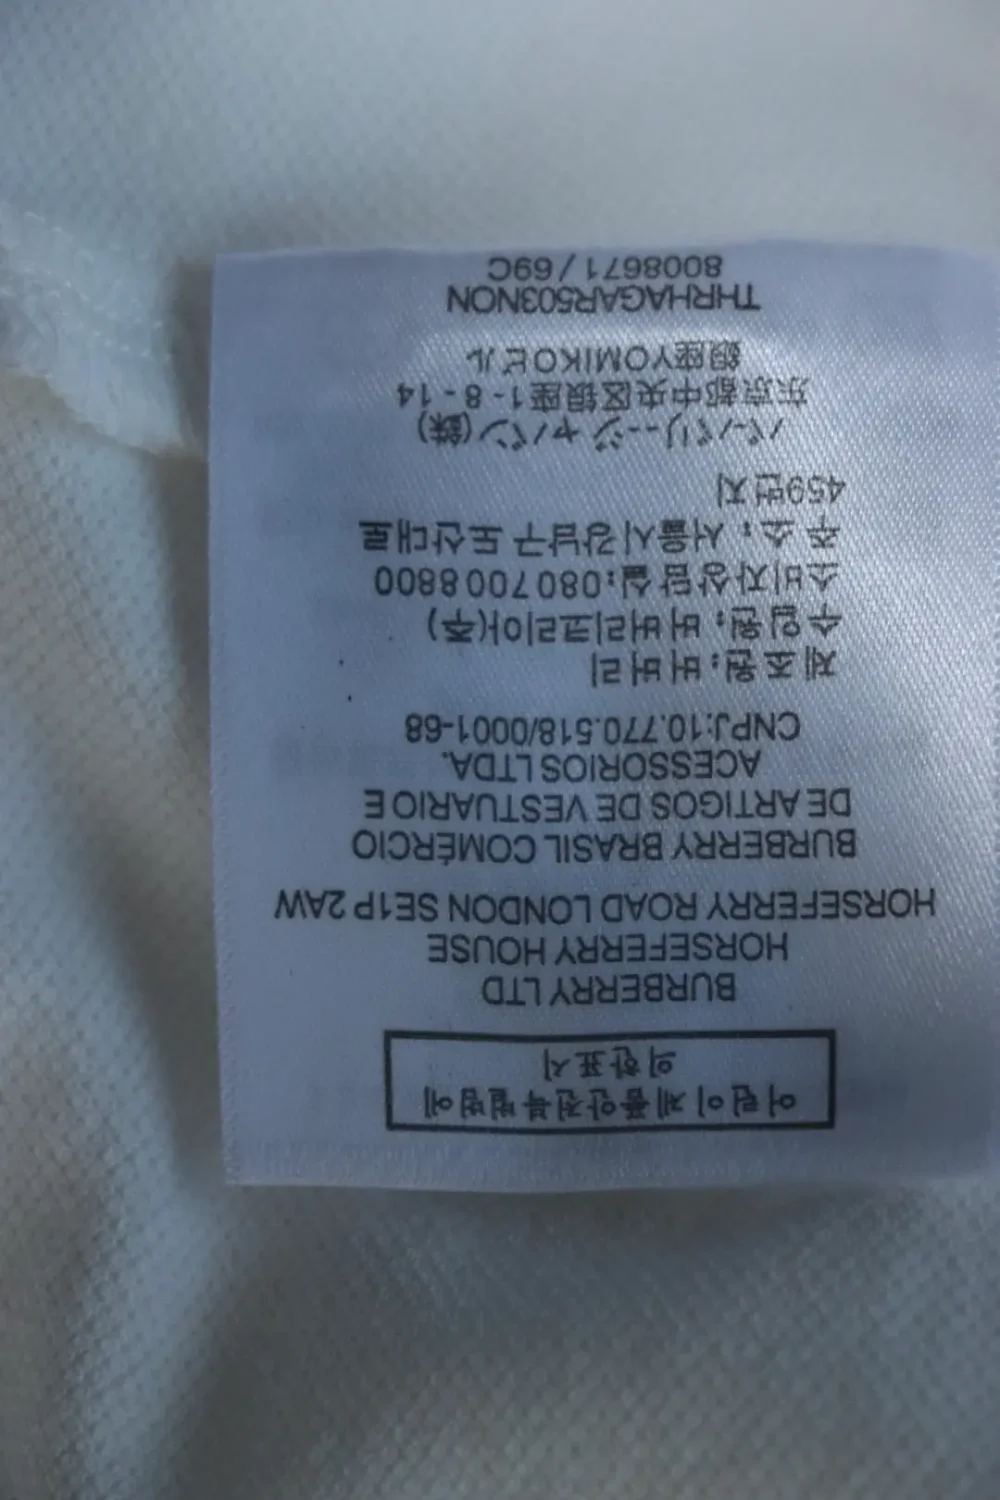 어린이제품안전특별법에
의한표시
BURBERRY LTD
HORSEFERRY HOUSE
HORSEFERRY ROAD LONDON SE1P 2AW
BURBERRY BRASIL COMÉRCIO
DE ARTIGOS DE VESTUARIO E
ACESSORIOS LTDA.
CNPJ:10.770.518/0001-68
제조원:버버리
수입원:버버리코리아(주)
소비자상담실:080 700 8800
주소:서울시강남구도산대로
459번지
バーバリージャパン(株)
东京都中央区银座1-8-14
銀座YOMIKOビル
THRHAGAR503NON
8008671/69C